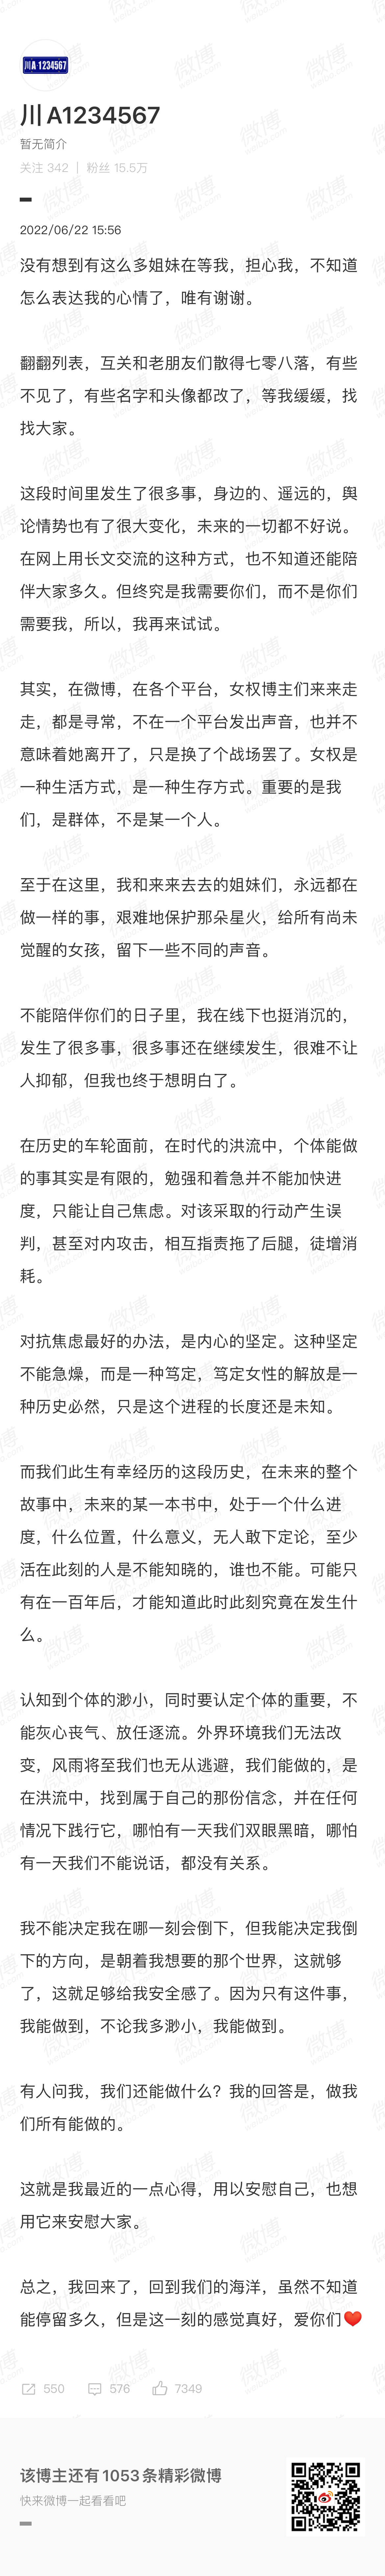 川A 1234567
川A1234567
暂无简介
关注 342 | 粉丝 15.5万
2022/06/22 15:56
没有想到有这么多姐妹在等我，担心我，不知道
怎么表达我的心情了，唯有谢谢。
翻翻列表，互关和老朋友们散得七零八落，有些
不见了，有些名字和头像都改了，等我缓缓，找
找大家。
这段时间里发生了很多事，身边的、遥远的，舆
论情势也有了很大变化，未来的一切都不好说。
在网上用长文交流的这种方式，也不知道还能陪
伴大家多久。但终究是我需要你们，而不是你们
需要我，所以，我再来试试。
其实，在微博，在各个平台，女权博主们来来走
走，都是寻常，不在一个平台发出声音，也并不
意味着她离开了，只是换了个战场罢了。女权是
一种生活方式，是一种生存方式。重要的是我
们，是群体，不是某一个人。
至于在这里，我和来来去去的姐妹们，永远都在
做一样的事，艰难地保护那朵星火，给所有尚未
觉醒的女孩，留下一些不同的声音。
不能陪伴你们的日子里，我在线下也挺消沉的，
发生了很多事，很多事还在继续发生，很难不让
人抑郁，但我也终于想明白了。
在历史的车轮面前，在时代的洪流中，个体能做
的事其实是有限的，勉强和着急并不能加快进
度，只能让自己焦虑。对该采取的行动产生误
判，甚至对内攻击，相互指责拖了后腿，徒增消
耗。
对抗焦虑最好的办法，是内心的坚定。这种坚定
不能急燥，而是一种笃定，笃定女性的解放是一
种历史必然，只是这个进程的长度还是未知。
而我们此生有幸经历的这段历史，在未来的整个
故事中，未来的某一本书中，处于一个什么进
度，什么位置，什么意义，无人敢下定论，至少
活在此刻的人是不能知晓的，谁也不能。可能只
有在一百年后，才能知道此时此刻究竟在发生什
么。
认知到个体的渺小，同时要认定个体的重要，不
能灰心丧气、放任逐流。外界环境我们无法改
变，风雨将至我们也无从逃避，我们能做的，是
在洪流中，找到属于自己的那份信念，并在任何
情况下践行它，哪怕有一天我们双眼黑暗，哪怕
有一天我们不能说话，都没有关系。
我不能决定我在哪一刻会倒下，但我能决定我倒
下的方向，是朝着我想要的那个世界，这就够
了，这就足够给我安全感了。因为只有这件事，
我能做到，不论我多渺小，我能做到。
有人问我，我们还能做什么？我的回答是，做我
们所有能做的。
这就是我最近的一点心得，用以安慰自己，也想
用它来安慰大家。
总之，我回来了，回到我们的海洋，虽然不知道
能停留多久，但是这一刻的感觉真好，爱你们❤️
550 576 7349
该博主还有1053条精彩微博
快来微博一起看看吧